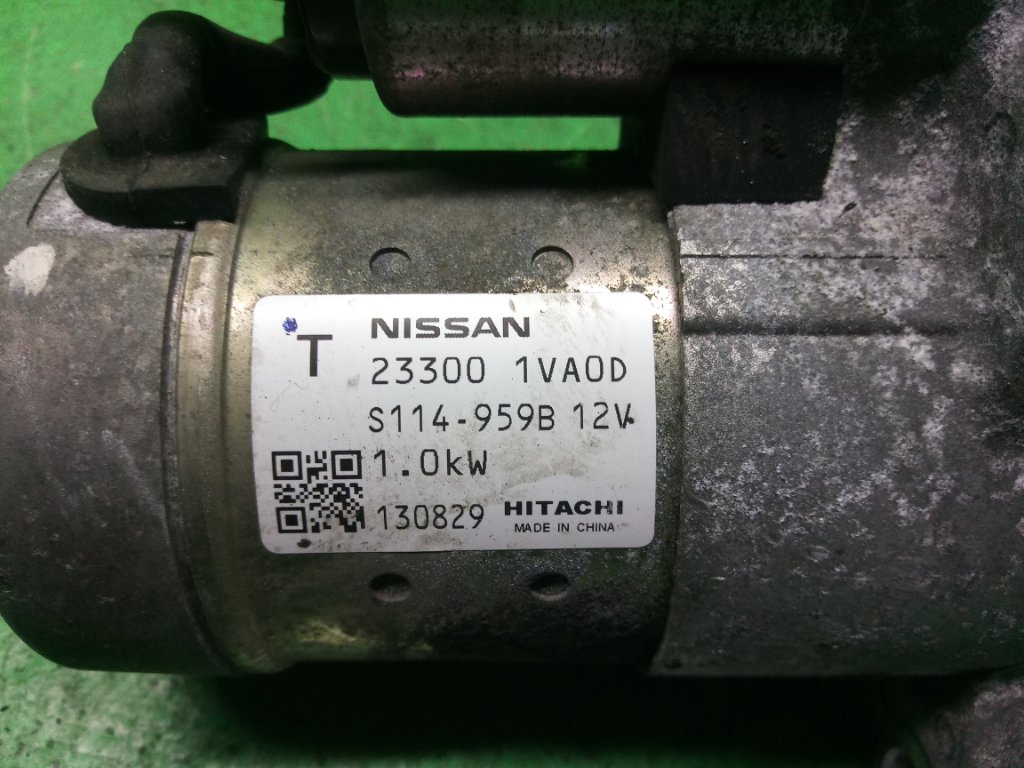 T NISSAN
23300 1VA0D
S114-959B 12V
1.0kW
130829 HITACHI
MADE IN CHINA